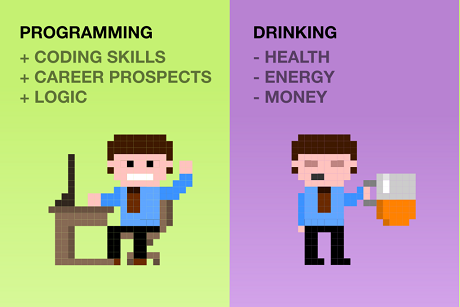 PROGRAMMING
+ CODING SKILLS
+ CAREER PROSPECTS
+ LOGIC
DRINKING
- HEALTH
- ENERGY
- MONEY